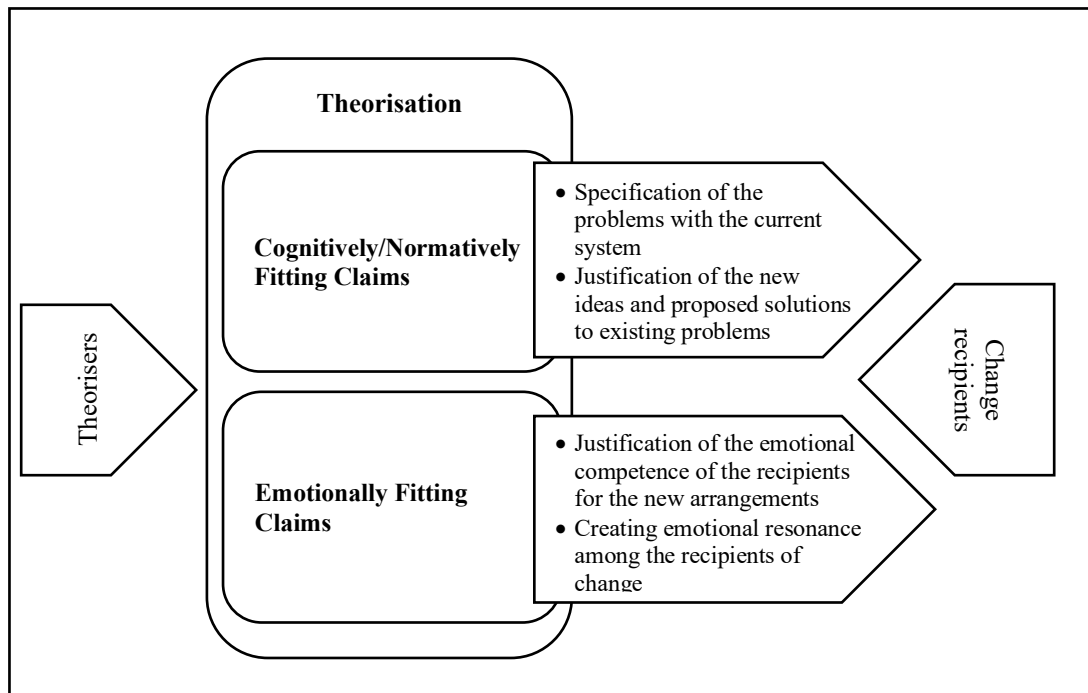 Theorisation
Cognitively/Normatively
Fitting Claims
• Specification of the
problems with the current
system
• Justification of the new
ideas and proposed solutions
to existing problems
Theorisers
Change
recipients
Emotionally Fitting
Claims
• Justification of the emotional
competence of the recipients
for the new arrangements
• Creating emotional resonance
among the recipients of
change